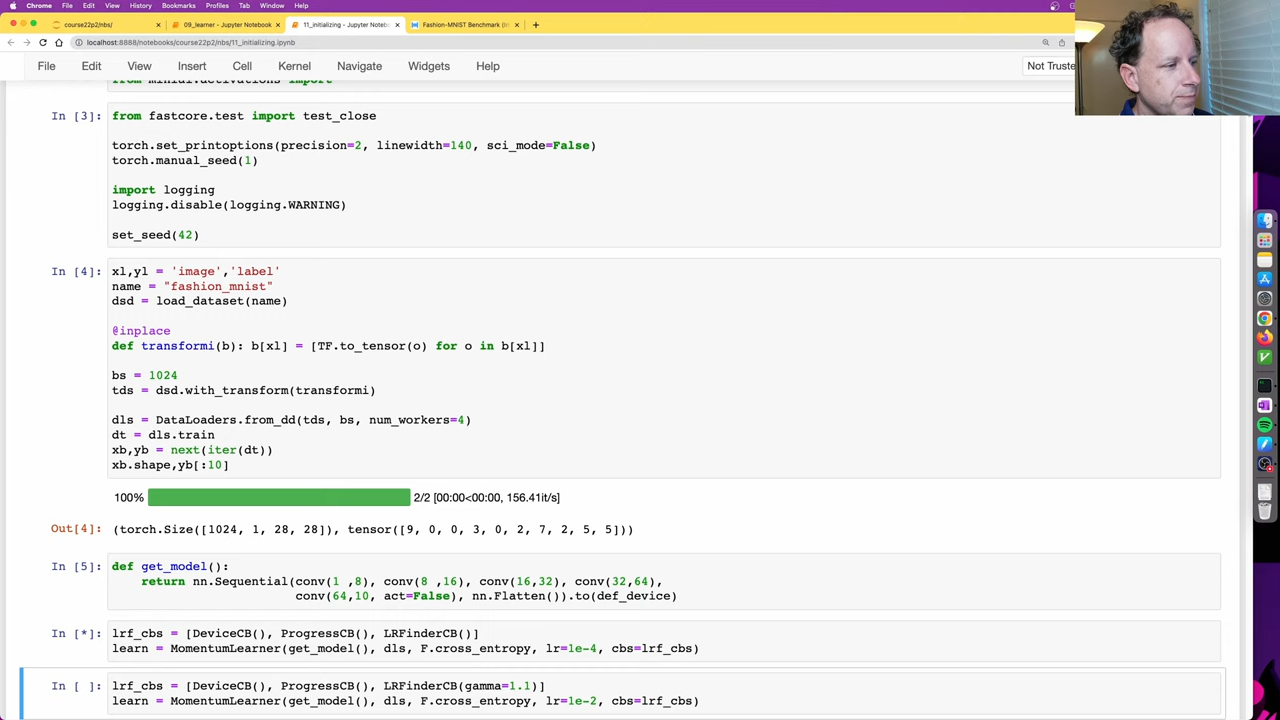 Chrome File Edit View History Bookmarks Profiles Tab Window Help
course22p2/nbs/
09_learner - Jupyter Notebook
11_initializing - Jupyter Noteb
Fashion-MNIST Benchmark (I
localhost:8888/notebooks/course22p2/nbs/11_initializing.ipynb
File Edit View Insert Cell Kernel Navigate Widgets Help
Not Truste
from miniai.activations import
In [3]:
from fastcore.test import test_close
torch.set_printoptions(precision=2, linewidth=140, sci_mode=False)
torch.manual_seed(1)
import logging
logging.disable(logging.WARNING)
set_seed(42)
In [4]:
xl,yl = 'image','label'
name = "fashion_mnist"
dsd = load_dataset(name)
@inplace
def transformi(b): b[xl] = [TF.to_tensor(o) for o in b[xl]]
bs = 1024
tds = dsd.with_transform(transformi)
dls = DataLoaders.from_dd(tds, bs, num_workers=4)
dt = dls.train
xb,yb = next(iter(dt))
xb.shape,yb[:10]
100% 2/2 [00:00<00:00, 156.41it/s]
Out[4]: (torch.Size([1024, 1, 28, 28]), tensor([9, 0, 0, 3, 0, 2, 7, 2, 5, 5]))
In [5]:
def get_model():
return nn.Sequential(conv(1 ,8), conv(8 ,16), conv(16,32), conv(32,64),
conv(64,10, act=False), nn.Flatten()).to(def_device)
In [*]:
lrf_cbs = [DeviceCB(), ProgressCB(), LRFinderCB()]
learn = MomentumLearner(get_model(), dls, F.cross_entropy, lr=1e-4, cbs=lrf_cbs)
In [ ]:
lrf_cbs = [DeviceCB(), ProgressCB(), LRFinderCB(gamma=1.1)]
learn = MomentumLearner(get_model(), dls, F.cross_entropy, lr=1e-2, cbs=lrf_cbs)